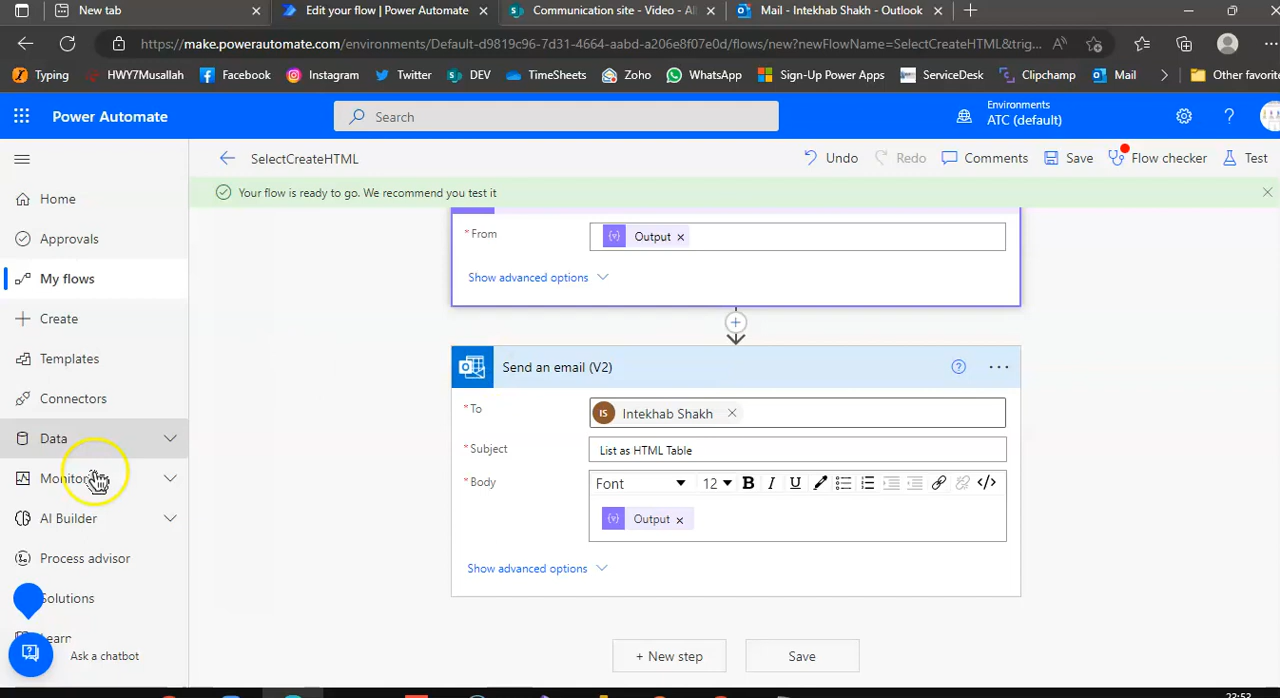 New tab
Edit your flow | Power Automate
Communication site - Video - Al
Mail - Intekhab Shakh - Outlook
https://make.powerautomate.com/environments/Default-d9819c96-7d31-4664-aabd-a206e8f07e0d/flows/new?newFlowName=SelectCreateHTML&trig...
Typing HWY7Musallah Facebook Instagram Twitter DEV TimeSheets Zoho WhatsApp Sign-Up Power Apps ServiceDesk Clipchamp Mail Other favorite
Power Automate
Search
Environments
ATC (default)
SelectCreateHTML
Undo Redo Comments Save Flow checker Test
Your flow is ready to go. We recommend you test it
Home
Approvals
My flows
Create
Templates
Connectors
Data
Monitor
AI Builder
Process advisor
Solutions
Learn
Ask a chatbot
* From
Output
Show advanced options
Send an email (V2)
* To
IS Intekhab Shakh
* Subject
List as HTML Table
* Body
Font 12 B I U
Output
Show advanced options
+ New step
Save
23:53